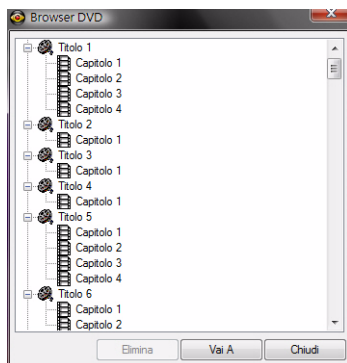 Browser DVD
Titolo 1
Capitolo 1
Capitolo 2
Capitolo 3
Capitolo 4
Titolo 2
Capitolo 1
Titolo 3
Capitolo 1
Titolo 4
Capitolo 1
Titolo 5
Capitolo 1
Capitolo 2
Capitolo 3
Capitolo 4
Titolo 6
Capitolo 1
Capitolo 2
Elimina Vai A Chiudi